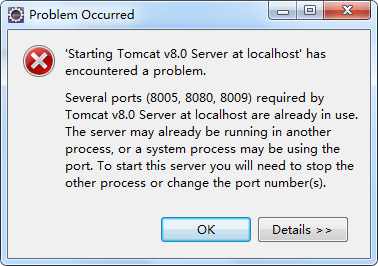 Problem Occurred
'Starting Tomcat v8.0 Server at localhost' has
encountered a problem.
Several ports (8005, 8080, 8009) required by
Tomcat v8.0 Server at localhost are already in use.
The server may already be running in another
process, or a system process may be using the
port. To start this server you will need to stop the
other process or change the port number(s).
OK
Details >>